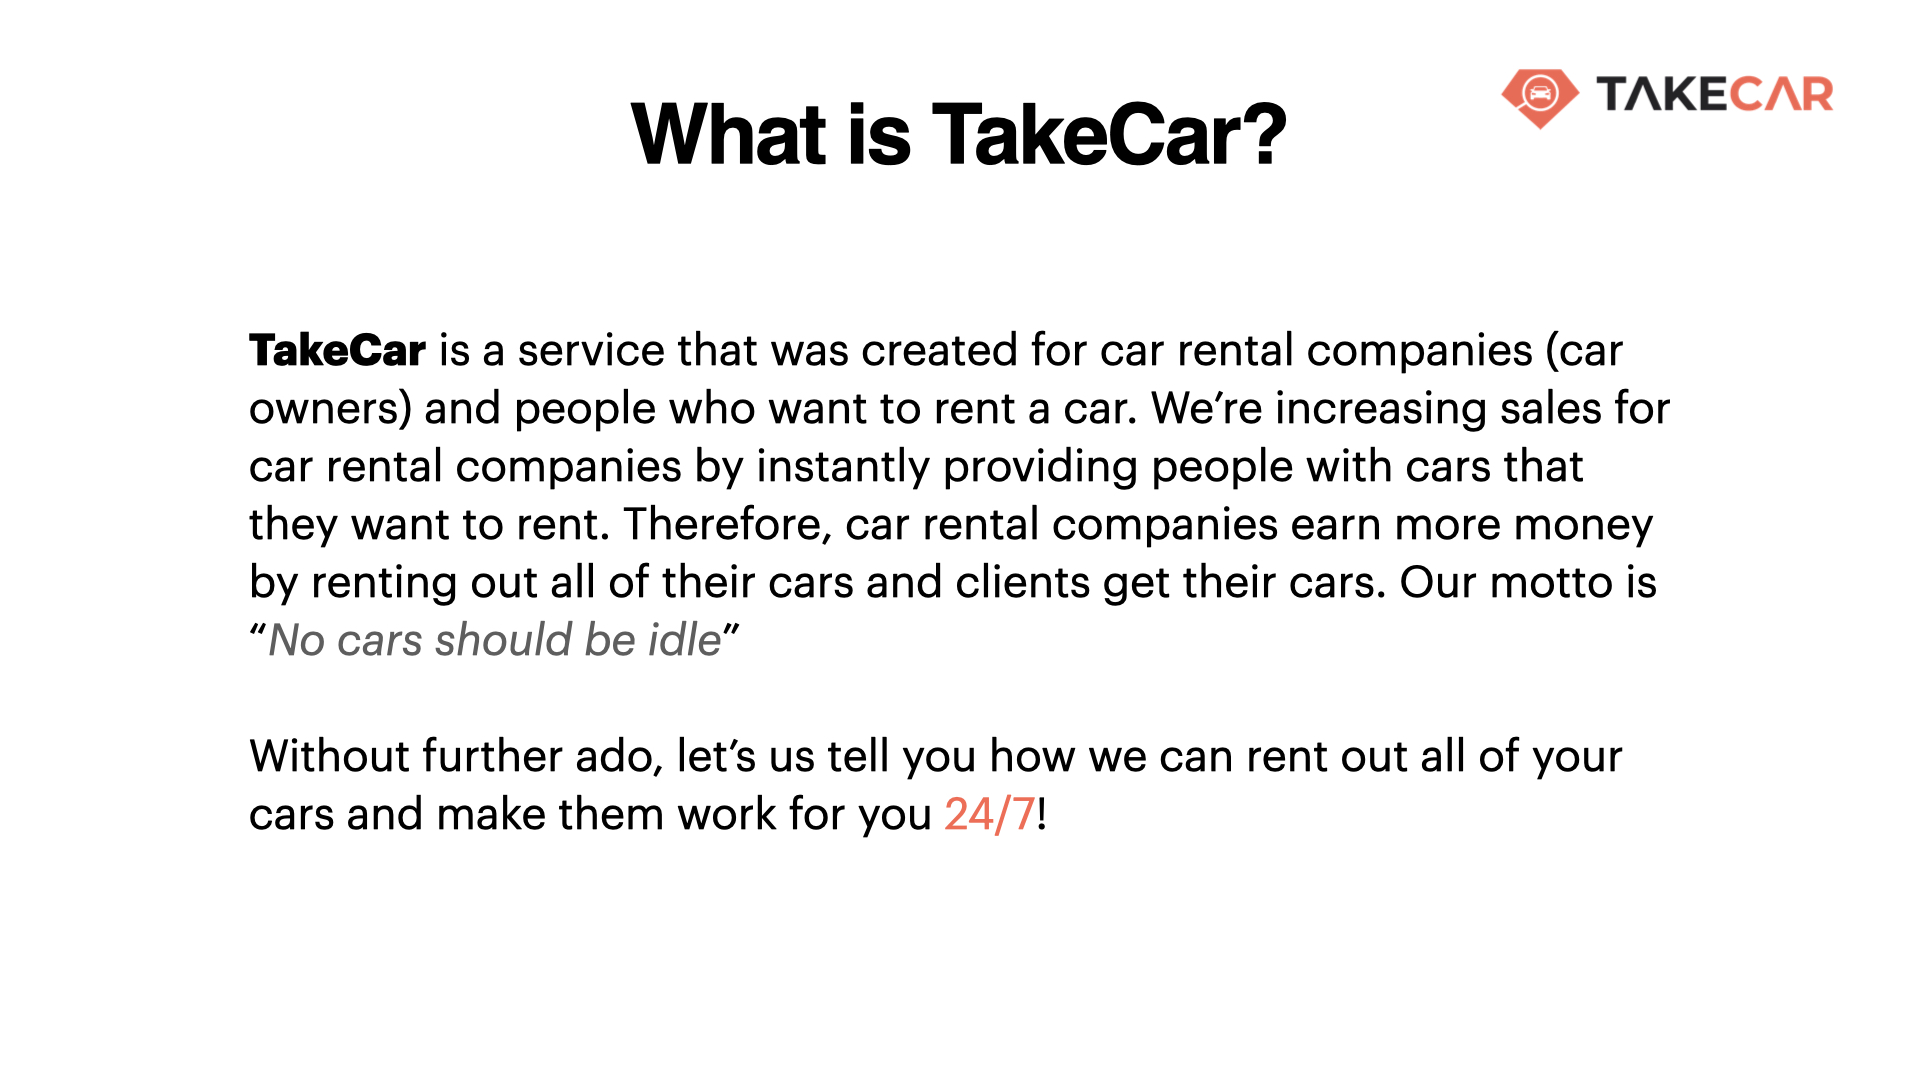 TAKECAR
What is TakeCar?
TakeCar is a service that was created for car rental companies (car
owners) and people who want to rent a car. We’re increasing sales for
car rental companies by instantly providing people with cars that
they want to rent. Therefore, car rental companies earn more money
by renting out all of their cars and clients get their cars. Our motto is
“No cars should be idle”
Without further ado, let’s us tell you how we can rent out all of your
cars and make them work for you 24/7!